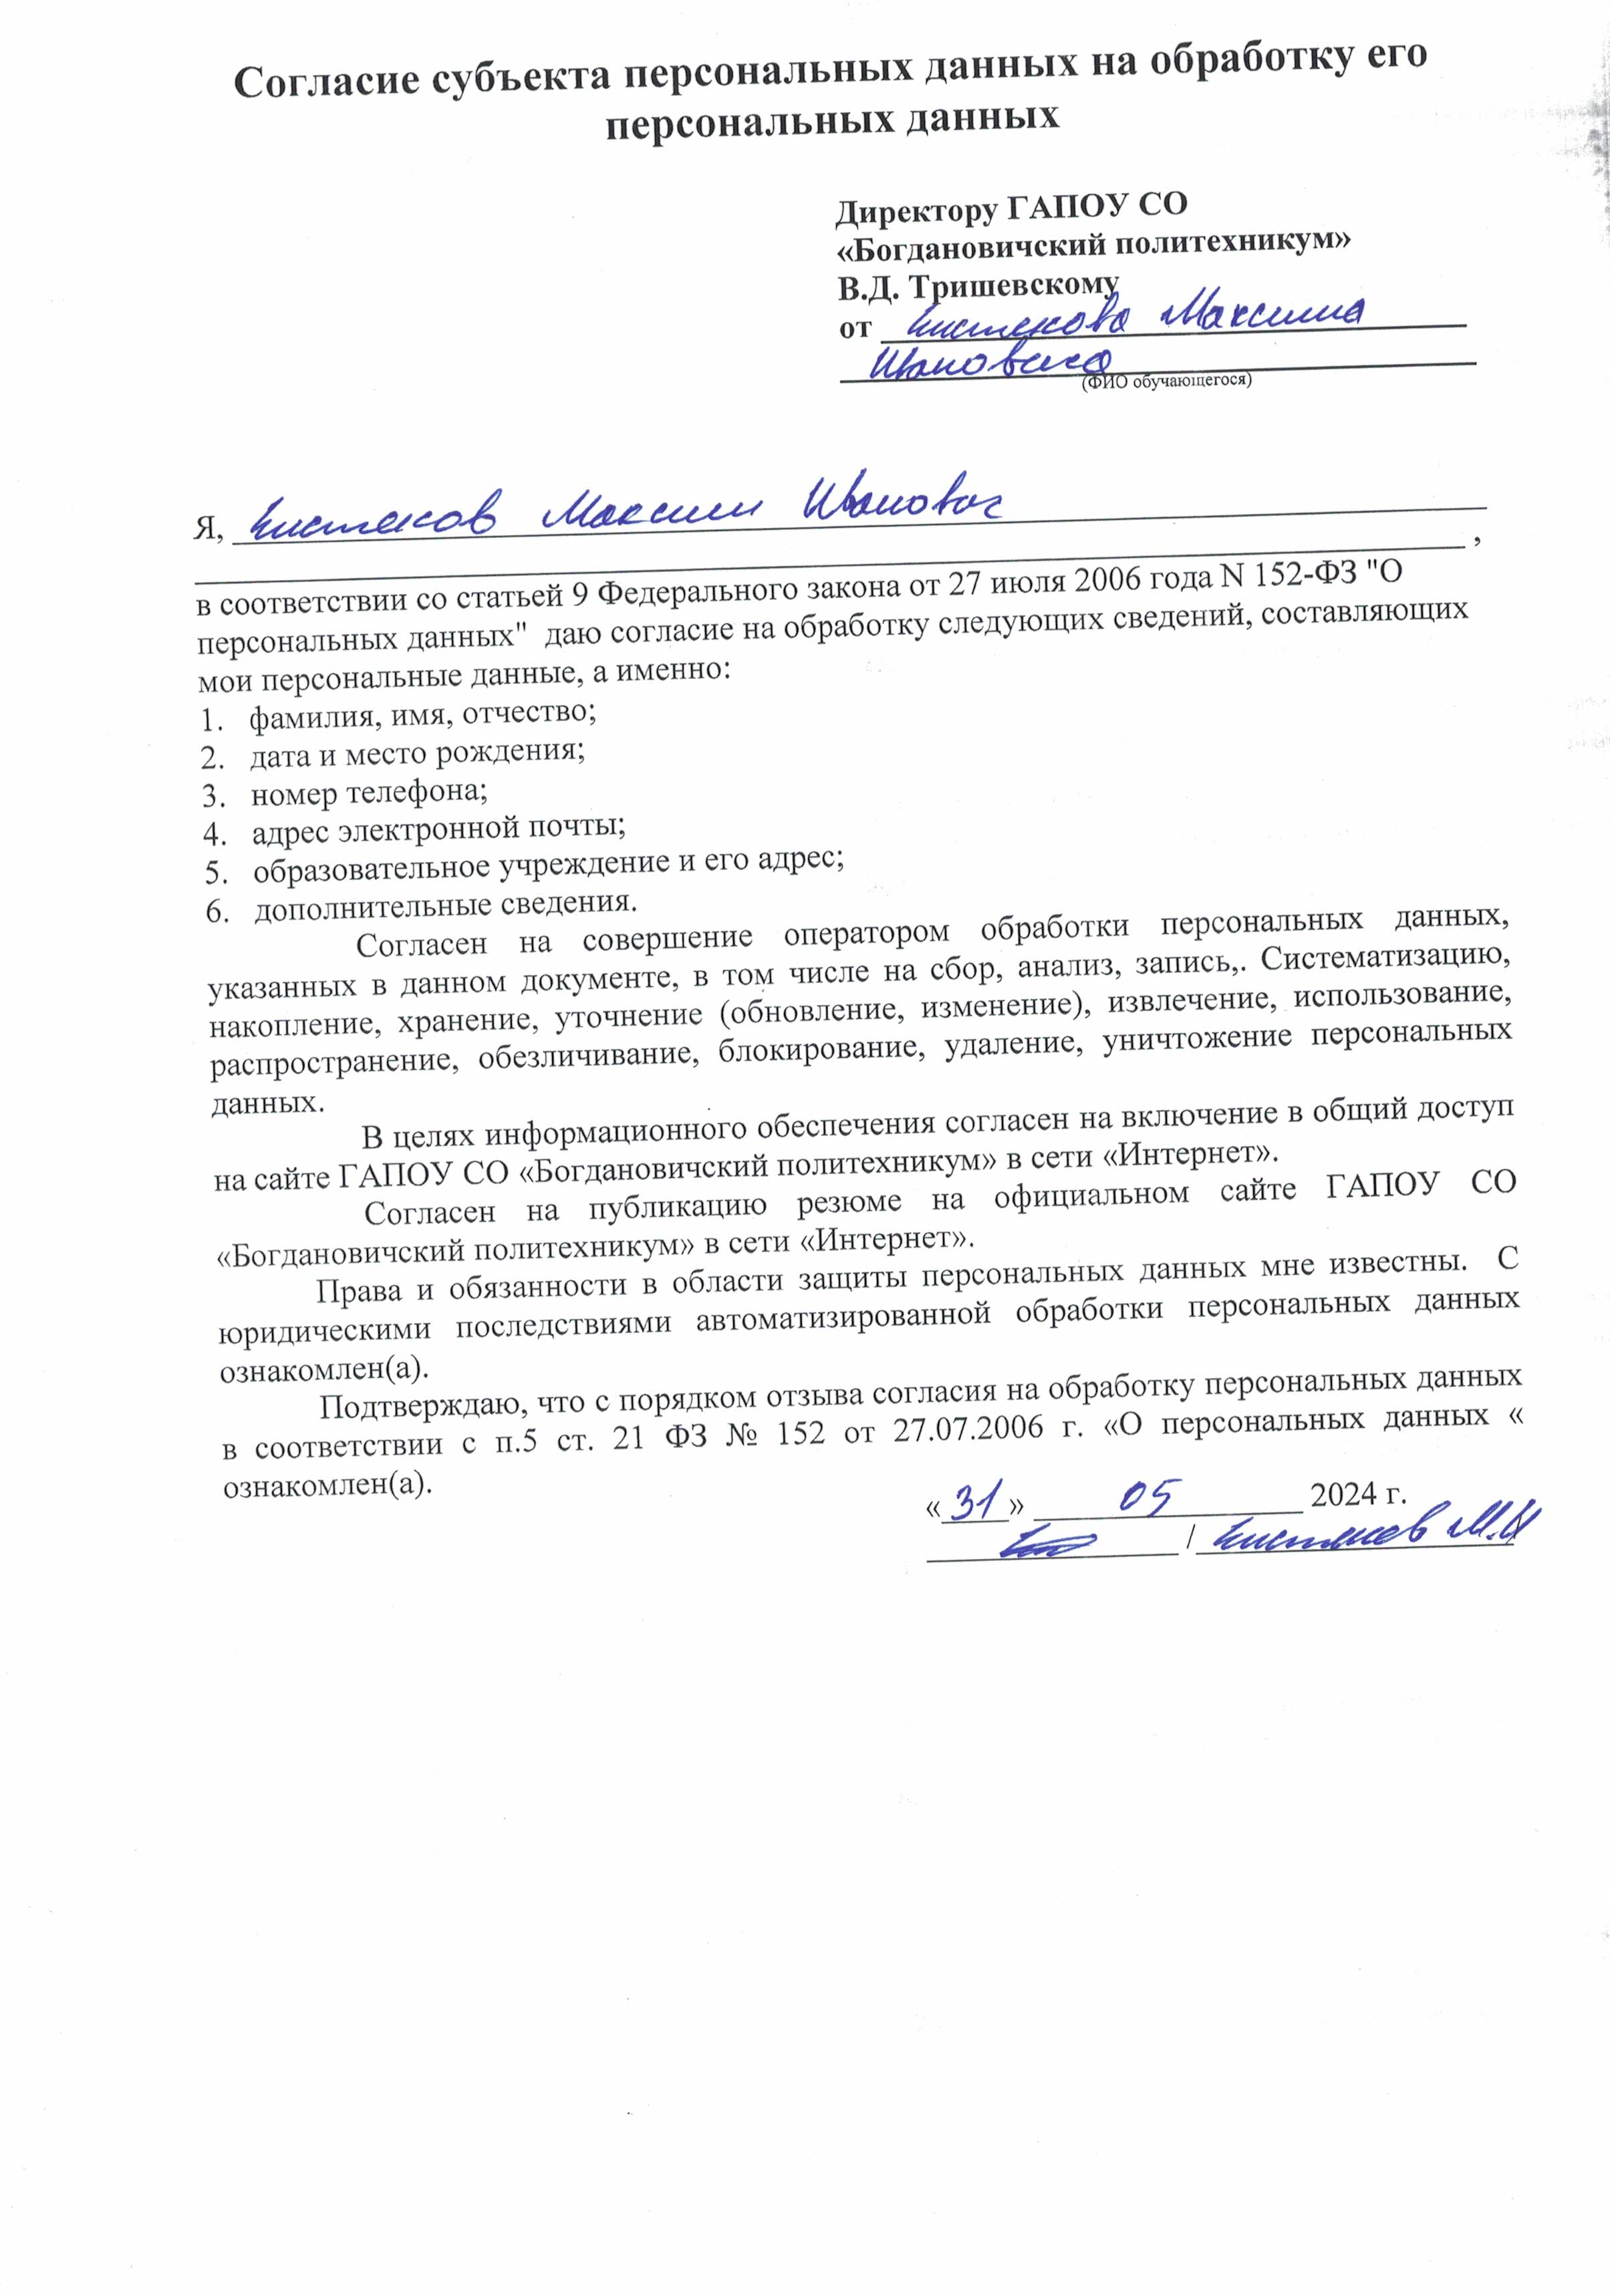 Согласие субъекта персональных данных на обработку его
персональных данных
Директору ГАПОУ СО
«Богдановичский политехникум»
В.Д. Тришевскому
от Чистякова Максима
Ивановича
(ФИО обучающегося)
Я, Чистяков Максим Иванович
,
в соответствии со статьей 9 Федерального закона от 27 июля 2006 года N 152-ФЗ "О
персональных данных" даю согласие на обработку следующих сведений, составляющих
мои персональные данные, а именно:
1. фамилия, имя, отчество;
2. дата и место рождения;
3. номер телефона;
4. адрес электронной почты;
5. образовательное учреждение и его адрес;
6. дополнительные сведения.
Согласен на совершение оператором обработки персональных данных,
указанных в данном документе, в том числе на сбор, анализ, запись,. Систематизацию,
накопление, хранение, уточнение (обновление, изменение), извлечение, использование,
распространение, обезличивание, блокирование, удаление, уничтожение персональных
данных.
В целях информационного обеспечения согласен на включение в общий доступ
на сайте ГАПОУ СО «Богдановичский политехникум» в сети «Интернет».
Согласен на публикацию резюме на официальном сайте ГАПОУ СО
«Богдановичский политехникум» в сети «Интернет».
Права и обязанности в области защиты персональных данных мне известны. С
юридическими последствиями автоматизированной обработки персональных данных
ознакомлен(а).
Подтверждаю, что с порядком отзыва согласия на обработку персональных данных
в соответствии с п.5 ст. 21 ФЗ № 152 от 27.07.2006 г. «О персональных данных «
ознакомлен(а).
«31» 05 2024 г.
/ Чистяков М.И